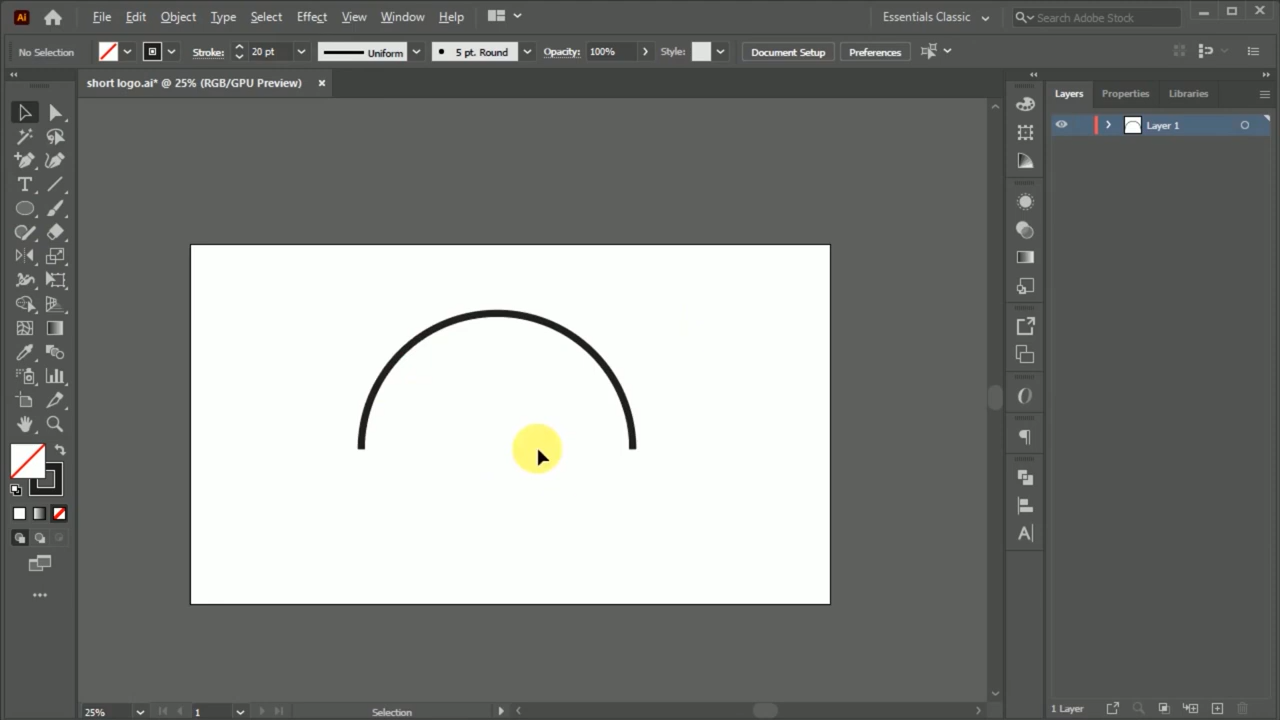 Ai File Edit Object Type Select Effect View Window Help Essentials Classic Search Adobe Stock
No Selection Stroke: 20 pt Uniform 5 pt. Round Opacity: 100% Style: Document Setup Preferences
short logo.ai* @ 25% (RGB/GPU Preview) ×
Layers Properties Libraries
Layer 1
25% 1 Selection 1 Layer